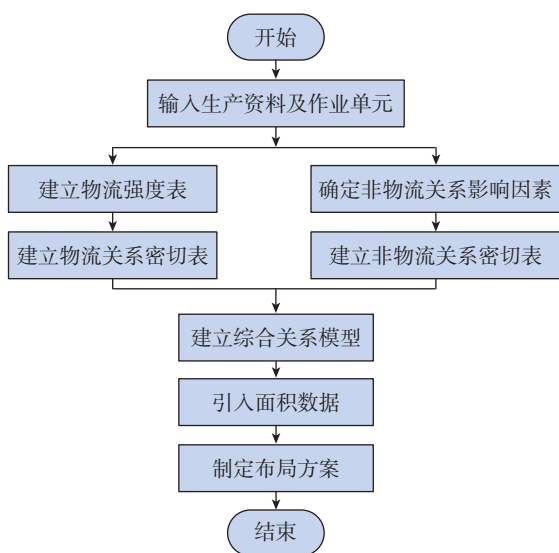 开始
输入生产资料及作业单元
建立物流强度表
确定非物流关系影响因素
建立物流关系密切表
建立非物流关系密切表
建立综合关系模型
引入面积数据
制定布局方案
结束